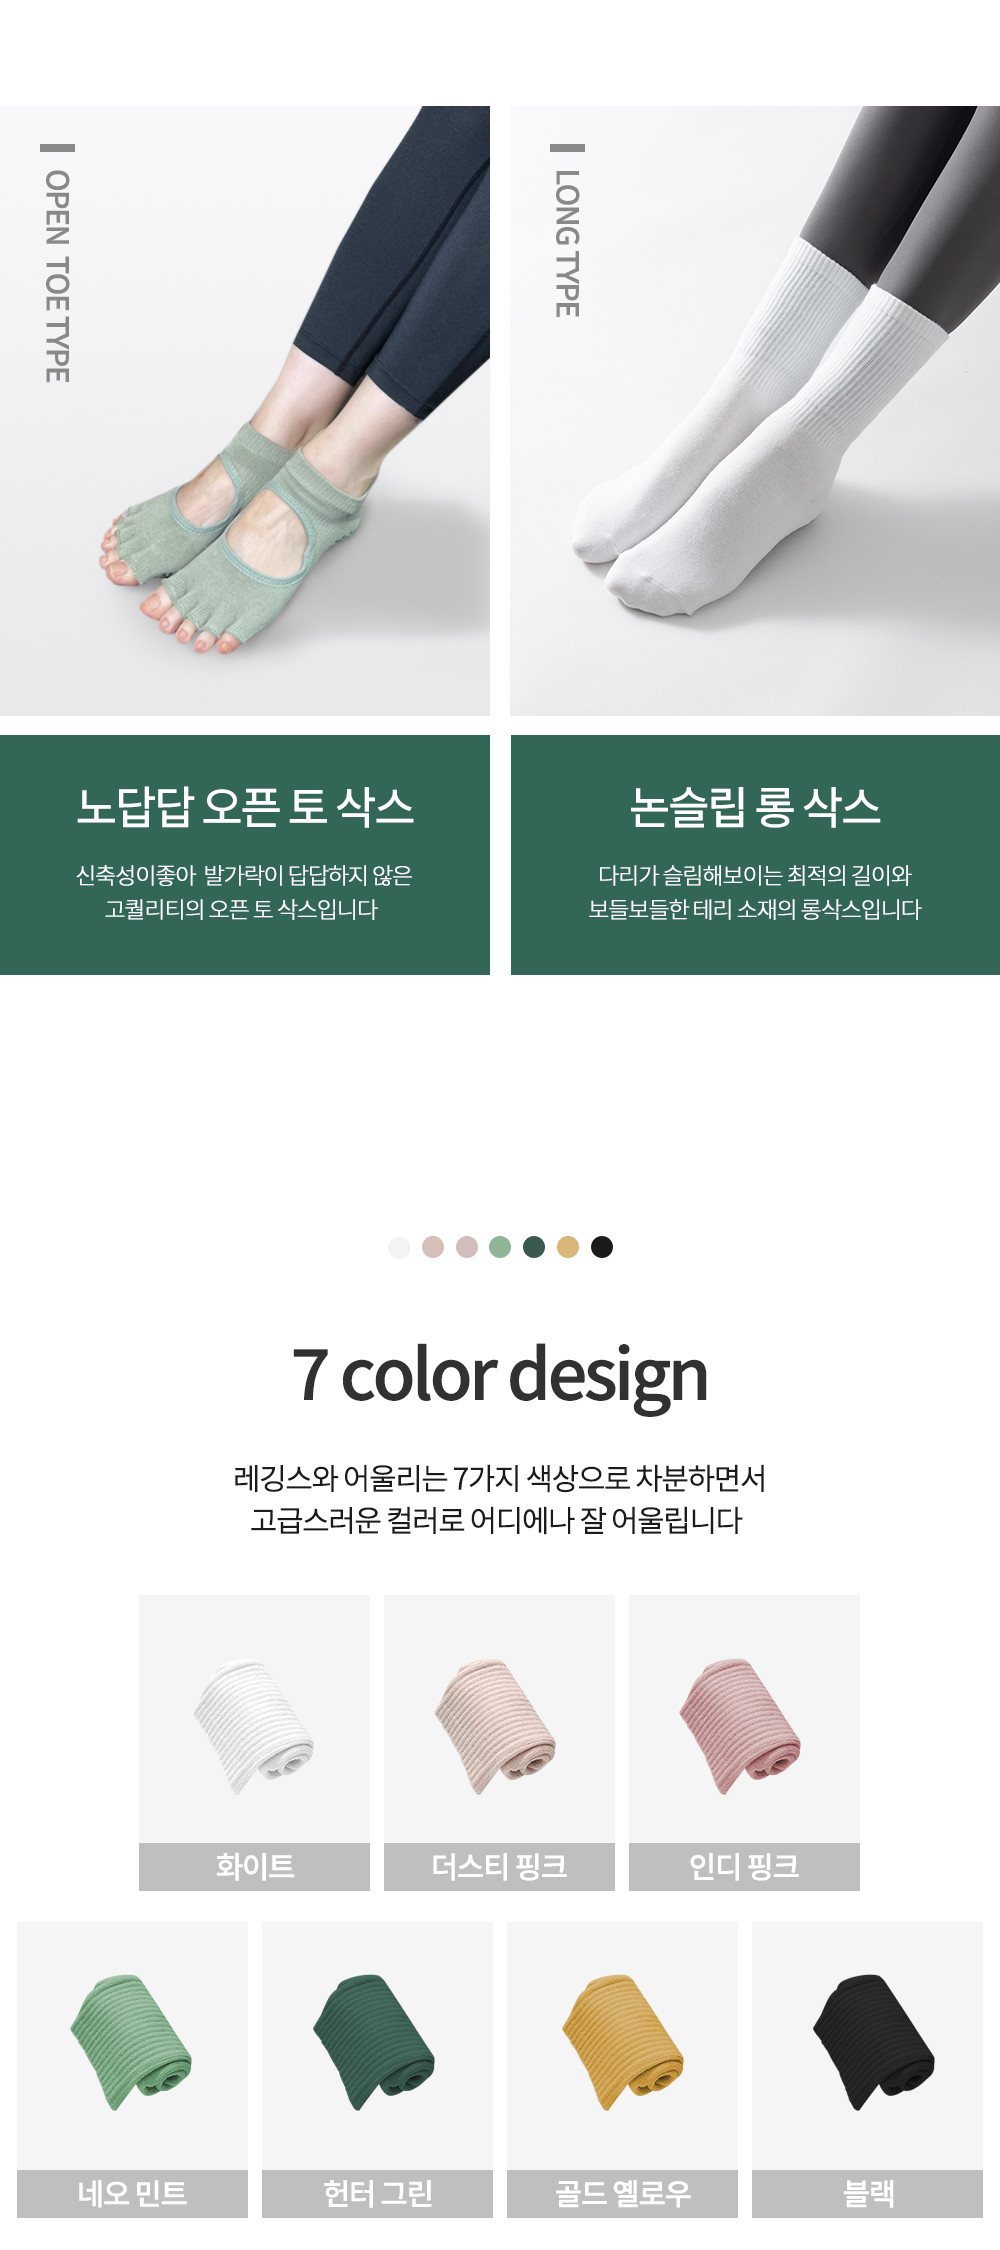 OPEN TOE TYPE
LONG TYPE
노답답 오픈 토 삭스
신축성이좋아 발가락이 답답하지 않은
고퀄리티의 오픈 토 삭스입니다
논슬립 롱 삭스
다리가 슬림해보이는 최적의 길이와
보들보들한 테리 소재의 롱삭스입니다
7 color design
레깅스와 어울리는 7가지 색상으로 차분하면서
고급스러운 컬러로 어디에나 잘 어울립니다
화이트
더스티 핑크
인디 핑크
네오 민트
헌터 그린
골드 옐로우
블랙